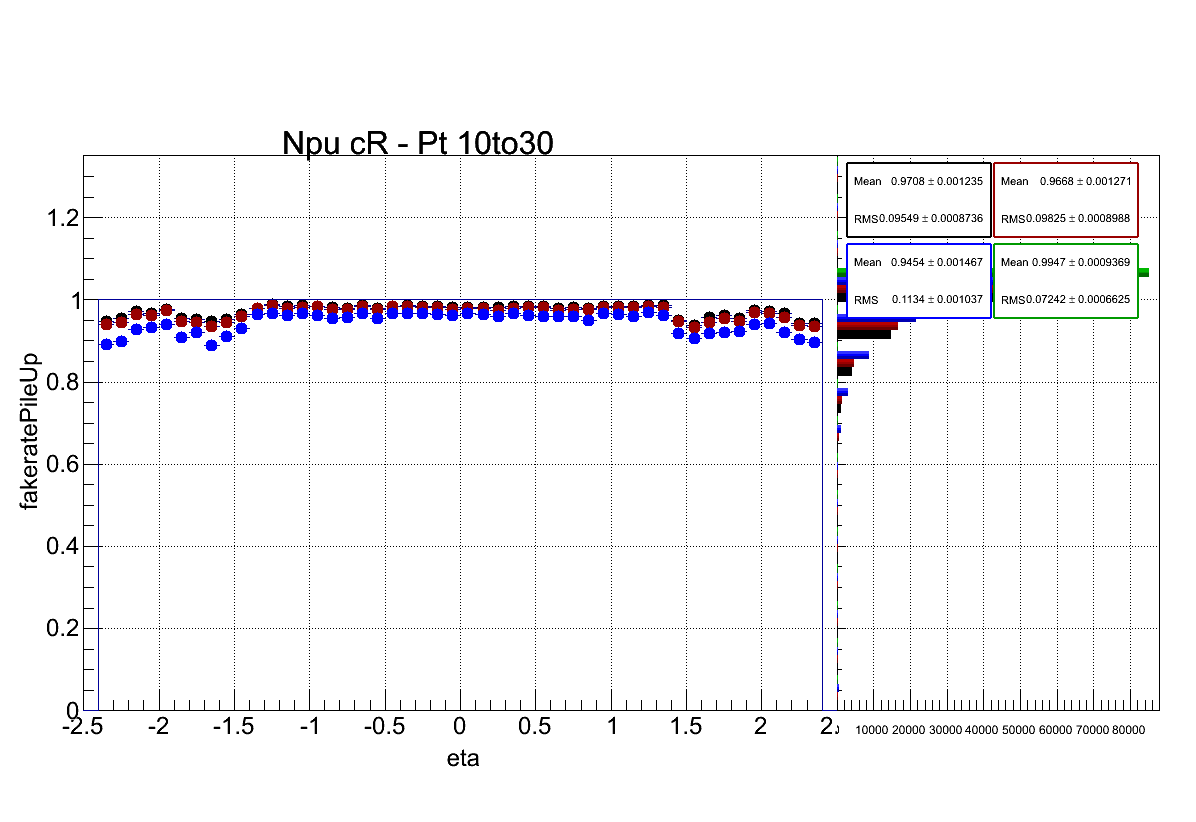 Npu cR - Pt 10to30
Mean 0.9708 ± 0.001235
RMS 0.09549 ± 0.0008736
Mean 0.9668 ± 0.001271
RMS 0.09825 ± 0.0008988
Mean 0.9454 ± 0.001467
RMS 0.1134 ± 0.001037
Mean 0.9947 ± 0.0009369
RMS 0.07242 ± 0.0006625
fakeratePileUp
1.2
1
0.8
0.6
0.4
0.2
0
-2.5 -2 -1.5 -1 -0.5 0 0.5 1 1.5 2
10000 20000 30000 40000 50000 60000 70000 80000
eta